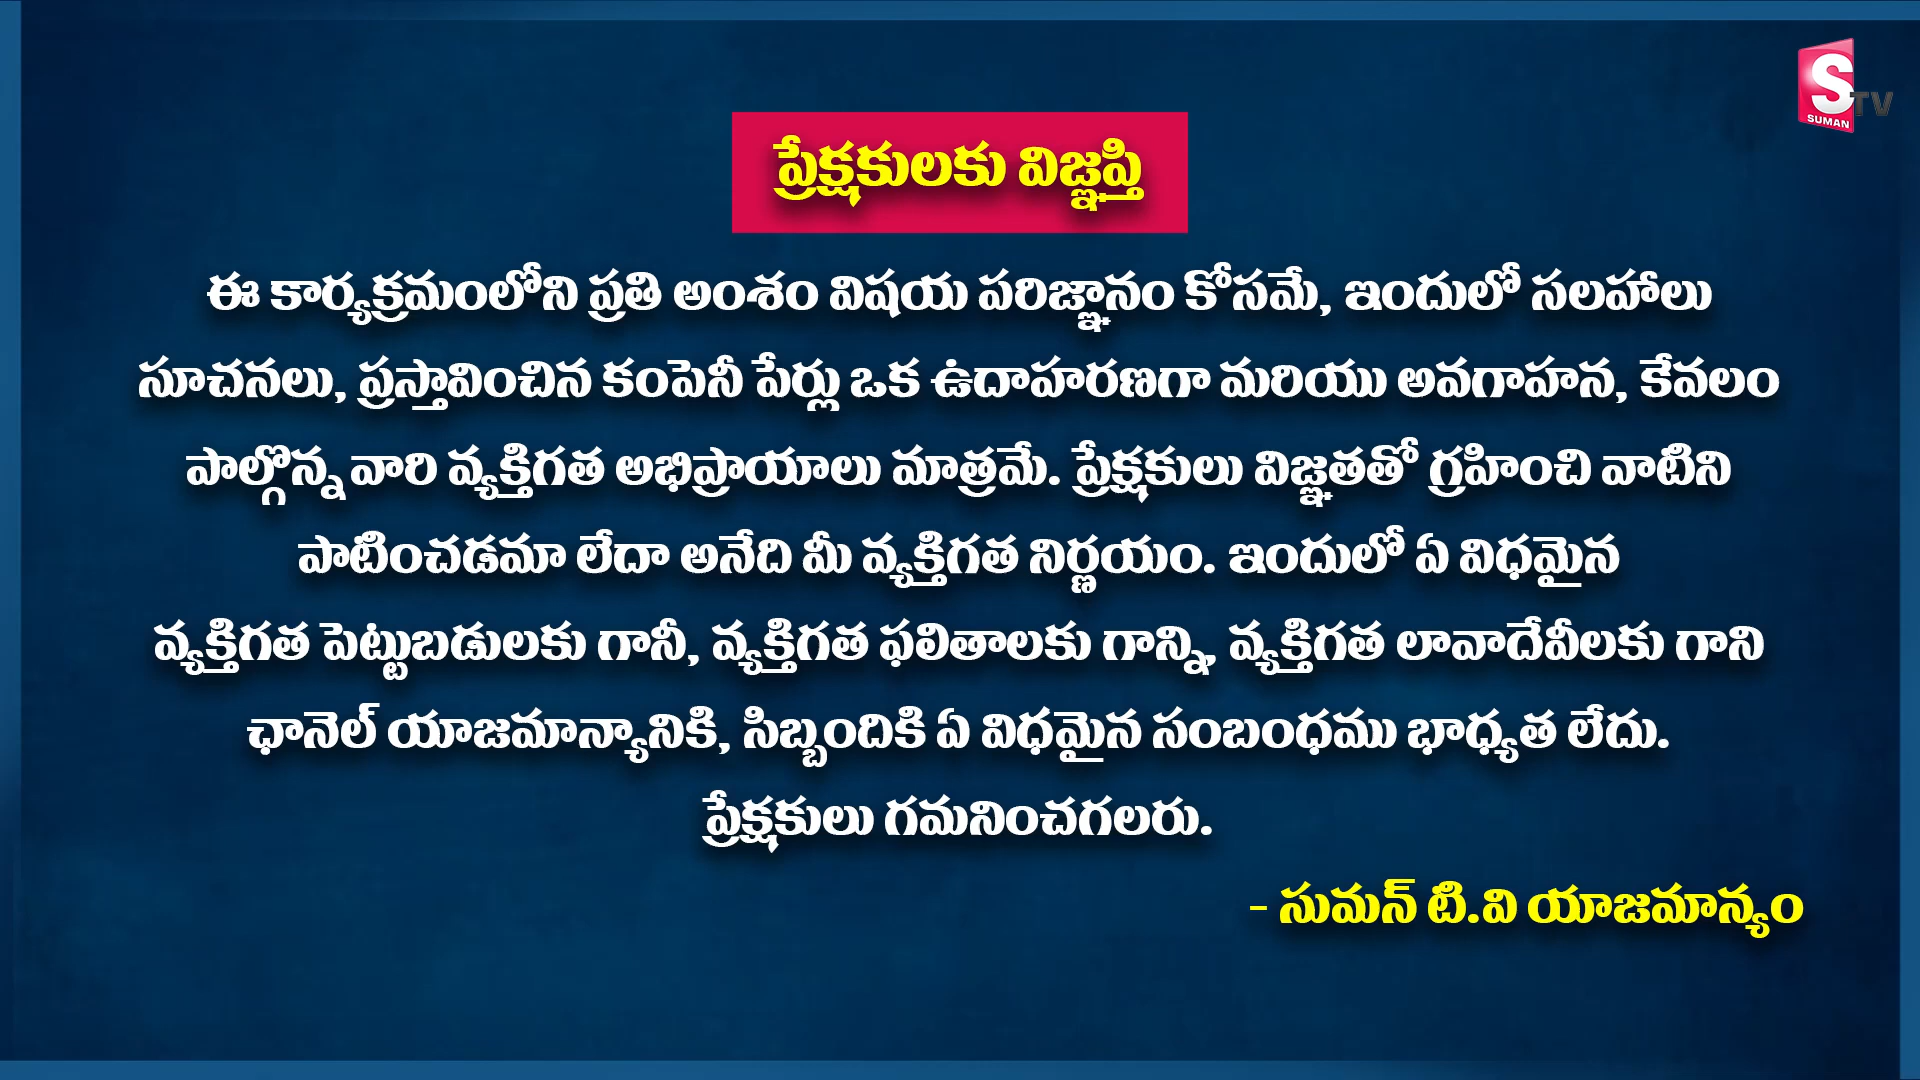 S
SUMAN
TV
ప్రేక్షకులకు విజ్ఞప్తి
ఈ కార్యక్రమంలోని ప్రతి అంశం విషయ పరిజ్ఞానం కోసమే, ఇందులో సలహాలు
సూచనలు, ప్రస్తావించిన కంపెనీ పేర్లు ఒక ఉదాహరణగా మరియు అవగాహన, కేవలం
పాల్గొన్న వారి వ్యక్తిగత అభిప్రాయాలు మాత్రమే. ప్రేక్షకులు విజ్ఞతతో గ్రహించి వాటిని
పాటించడమా లేదా అనేది మీ వ్యక్తిగత నిర్ణయం. ఇందులో ఏ విధమైన
వ్యక్తిగత పెట్టుబడులకు గానీ, వ్యక్తిగత ఫలితాలకు గాన్ని, వ్యక్తిగత లావాదేవీలకు గాని
ఛానెల్ యాజమాన్యానికి, సిబ్బందికి ఏ విధమైన సంబంధము భాధ్యత లేదు.
ప్రేక్షకులు గమనించగలరు.
- సుమన్ టి.వి యాజమాన్యం